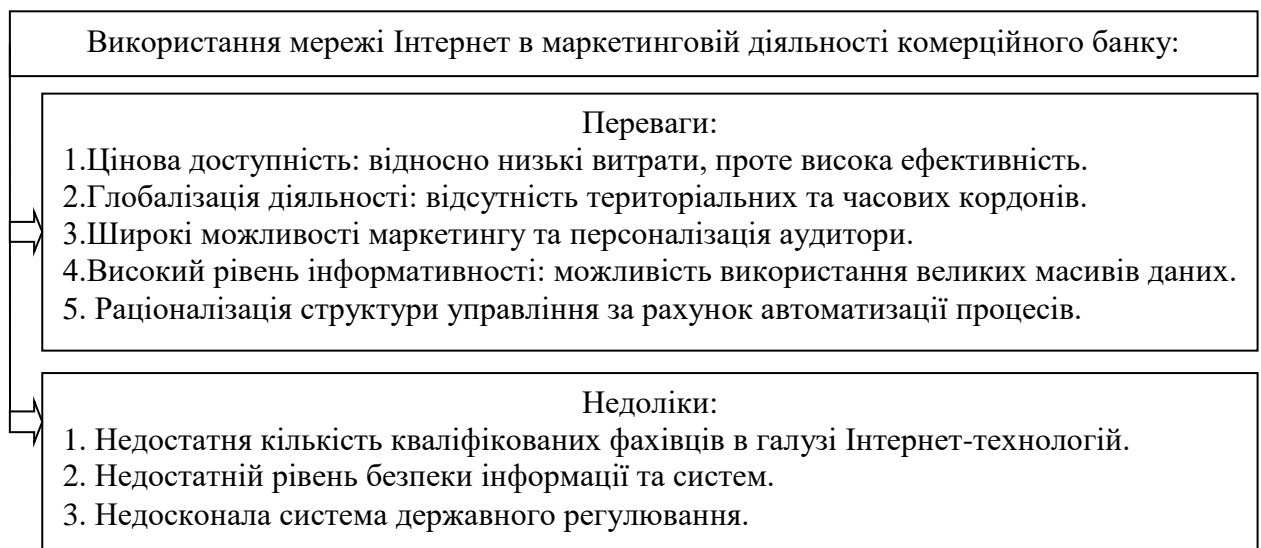 Використання мережі Інтернет в маркетинговій діяльності комерційного банку:
Переваги:
1.Цінова доступність: відносно низькі витрати, проте висока ефективність.
2.Глобалізація діяльності: відсутність територіальних та часових кордонів.
3.Широкі можливості маркетингу та персоналізація аудитори.
4.Високий рівень інформативності: можливість використання великих масивів даних.
5. Раціоналізація структури управління за рахунок автоматизації процесів.
Недоліки:
1. Недостатня кількість кваліфікованих фахівців в галузі Інтернет-технологій.
2. Недостатній рівень безпеки інформації та систем.
3. Недосконала система державного регулювання.